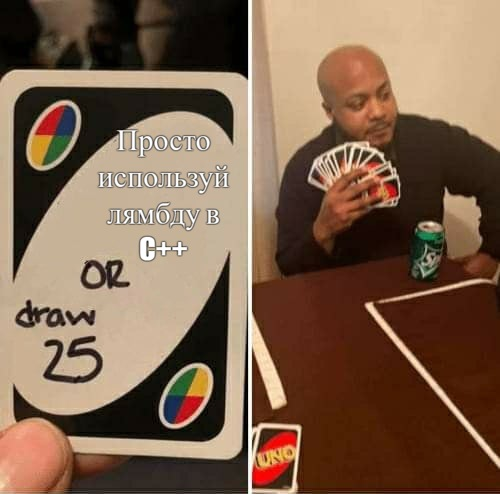 Просто
используй
лямбду в
C++
OR
draw
25
UNO